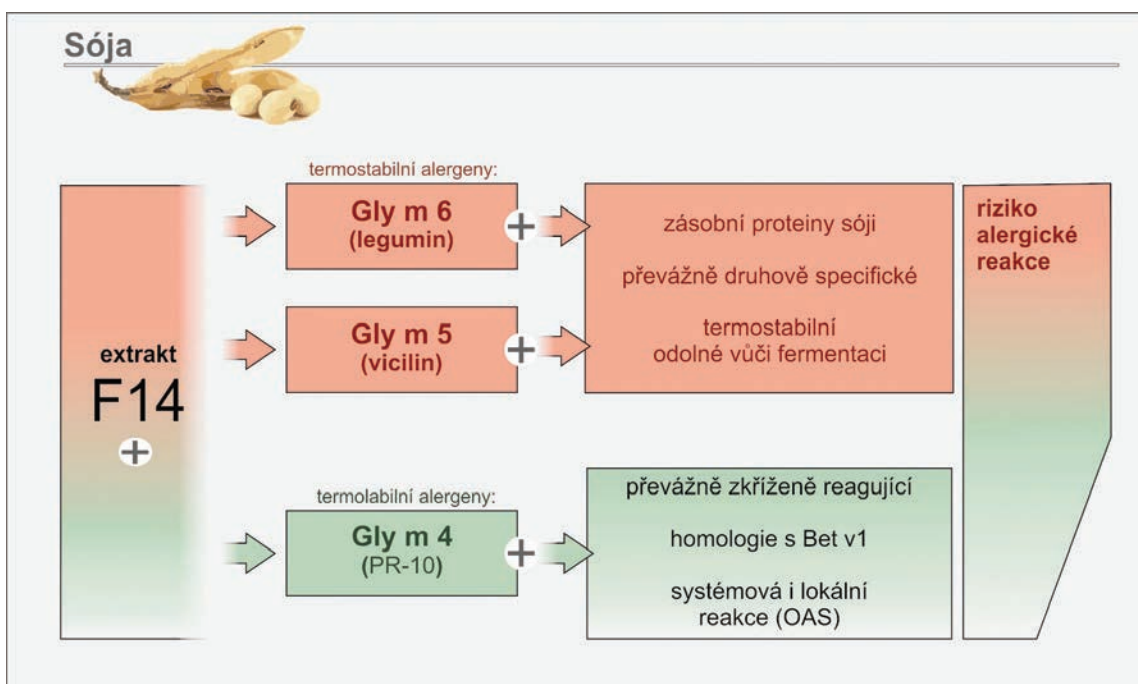 Sója
termostabilní alergeny:
Gly m 6
(legumin)
+
zásobní proteiny sóji
převážně druhově specifické
termostabilní
odolné vůči fermentaci
riziko
alergické
reakce
Gly m 5
(vicilin)
+
extrakt
F14
+
termolabilní alergeny:
Gly m 4
(PR-10)
+
převážně zkříženě reagující
homologie s Bet v1
systémová i lokální
reakce (OAS)